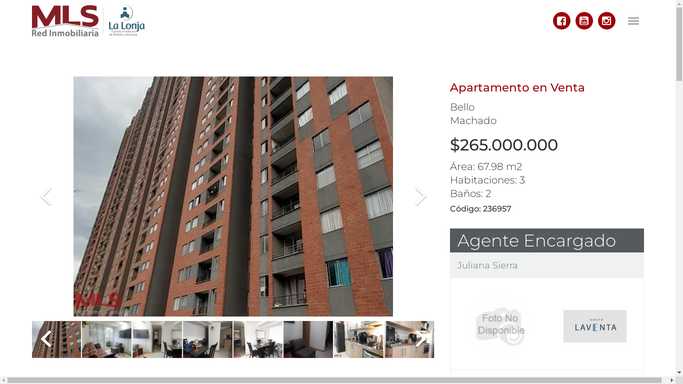 MLS
Red Inmobiliaria
La Lonja
Apartamento en Venta
Bello
Machado
$265.000.000
Área: 67.98 m2
Habitaciones: 3
Baños: 2
Código: 236957
Agente Encargado
Juliana Sierra
Foto No
Disponible
LAVENTA
MLS